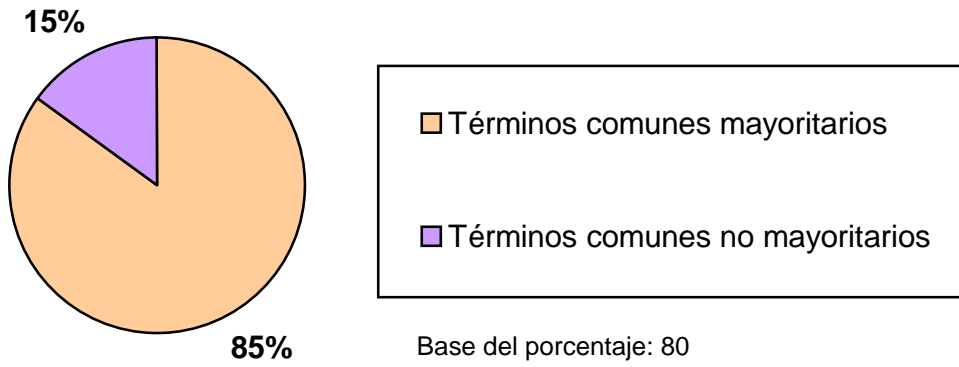 15%
Términos comunes mayoritarios
Términos comunes no mayoritarios
85%
Base del porcentaje: 80